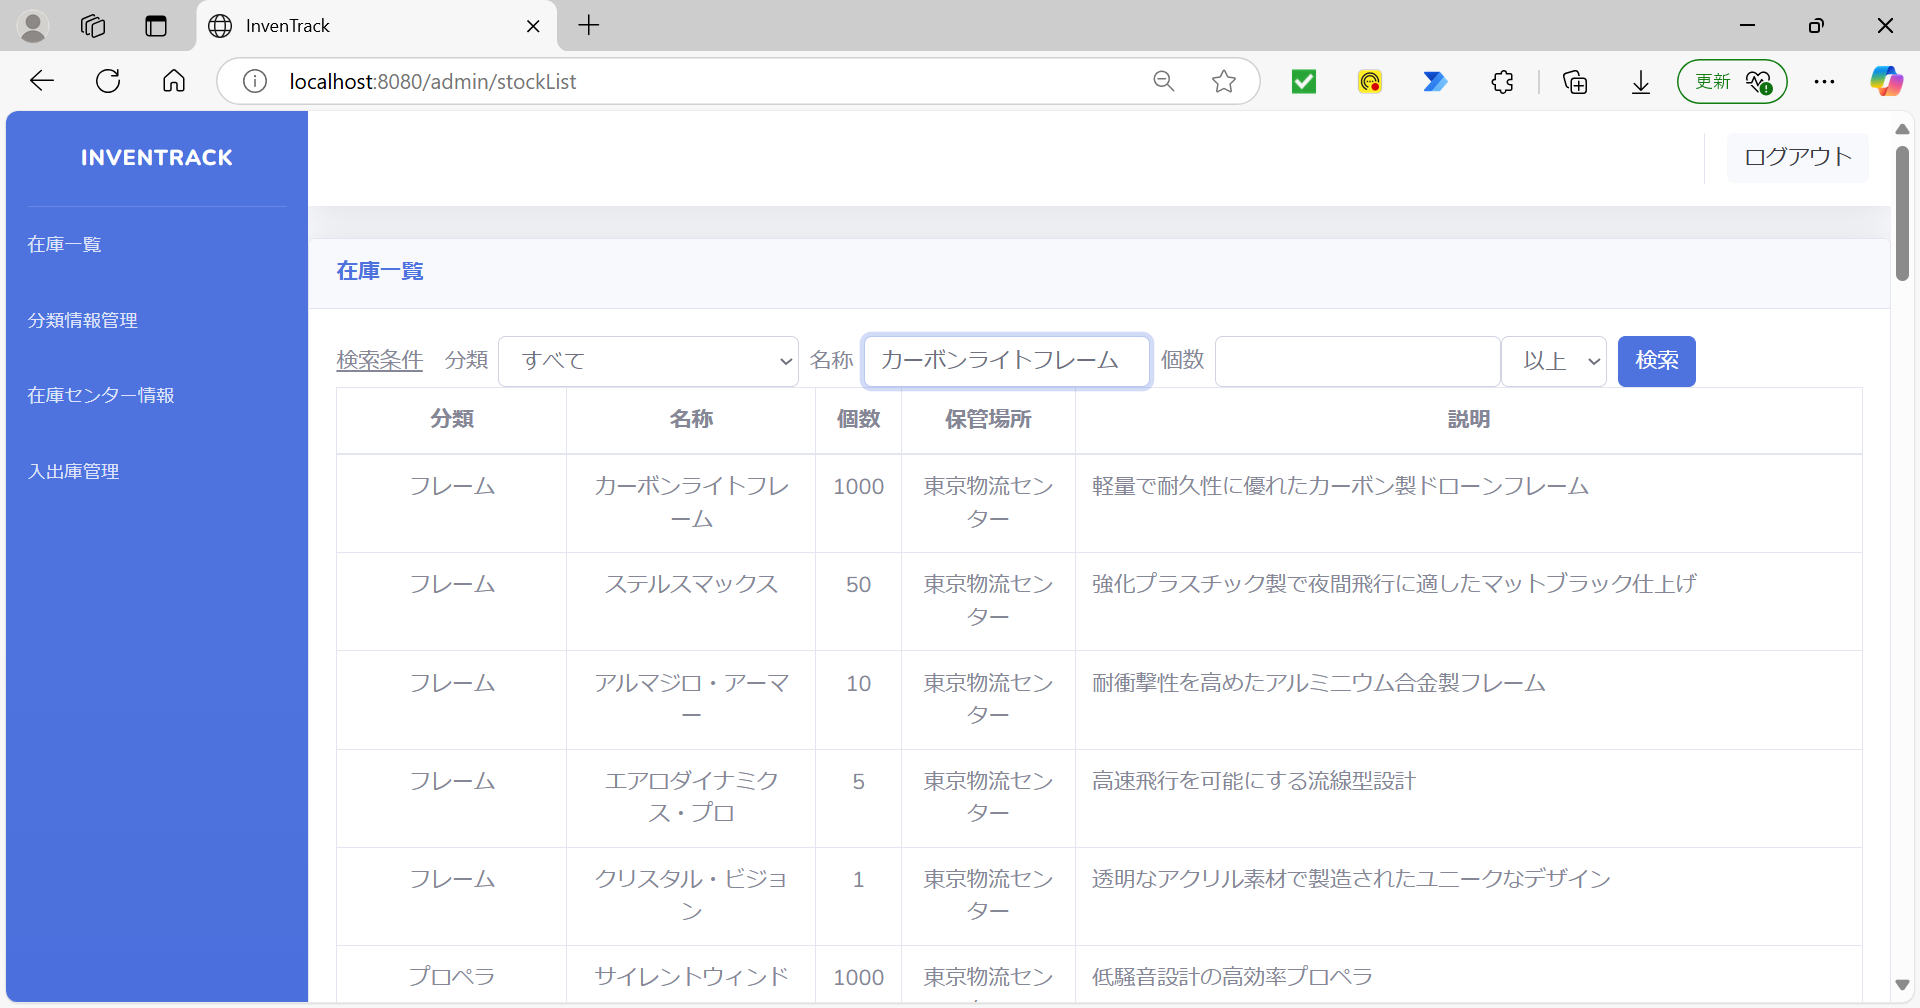 InvenTrack
localhost:8080/admin/stockList
更新
INVENTRACK
ログアウト
在庫一覧
分類情報管理
在庫センター情報
入出庫管理
在庫一覧
検索条件 分類 すべて 名称 カーボンライトフレーム 個数 以上 検索
分類 名称 個数 保管場所 説明
フレーム カーボンライトフレ 1000 東京物流セン 軽量で耐久性に優れたカーボン製ドローンフレーム
ーム ター
フレーム ステルスマックス 50 東京物流セン 強化プラスチック製で夜間飛行に適したマットブラック仕上げ
ター
フレーム アルマジロ・アーマ 10 東京物流セン 耐衝撃性を高めたアルミニウム合金製フレーム
ー ター
フレーム エアロダイナミク 5 東京物流セン 高速飛行を可能にする流線型設計
ス・プロ ター
フレーム クリスタル・ビジョ 1 東京物流セン 透明なアクリル素材で製造されたユニークなデザイン
ン ター
プロペラ サイレントウィンド 1000 東京物流セン 低騒音設計の高効率プロペラ